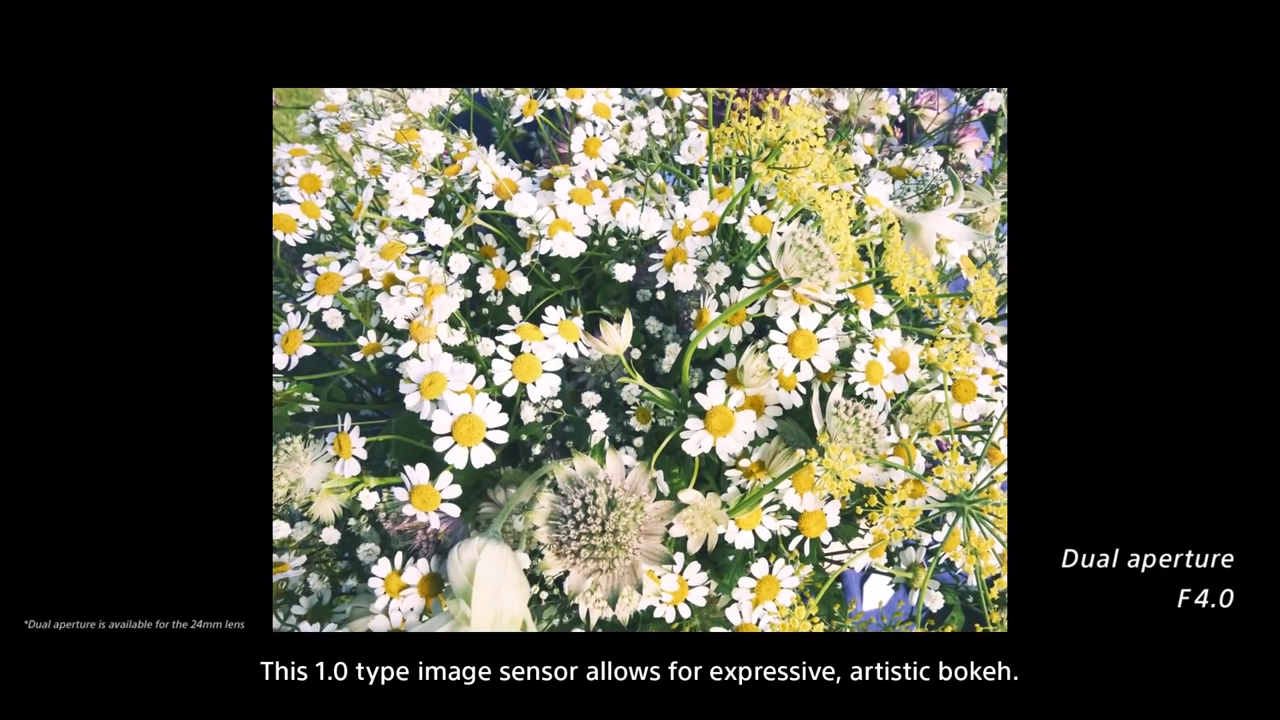 Dual aperture
F4.0
*Dual aperture is available for the 24mm lens
This 1.0 type image sensor allows for expressive, artistic bokeh.